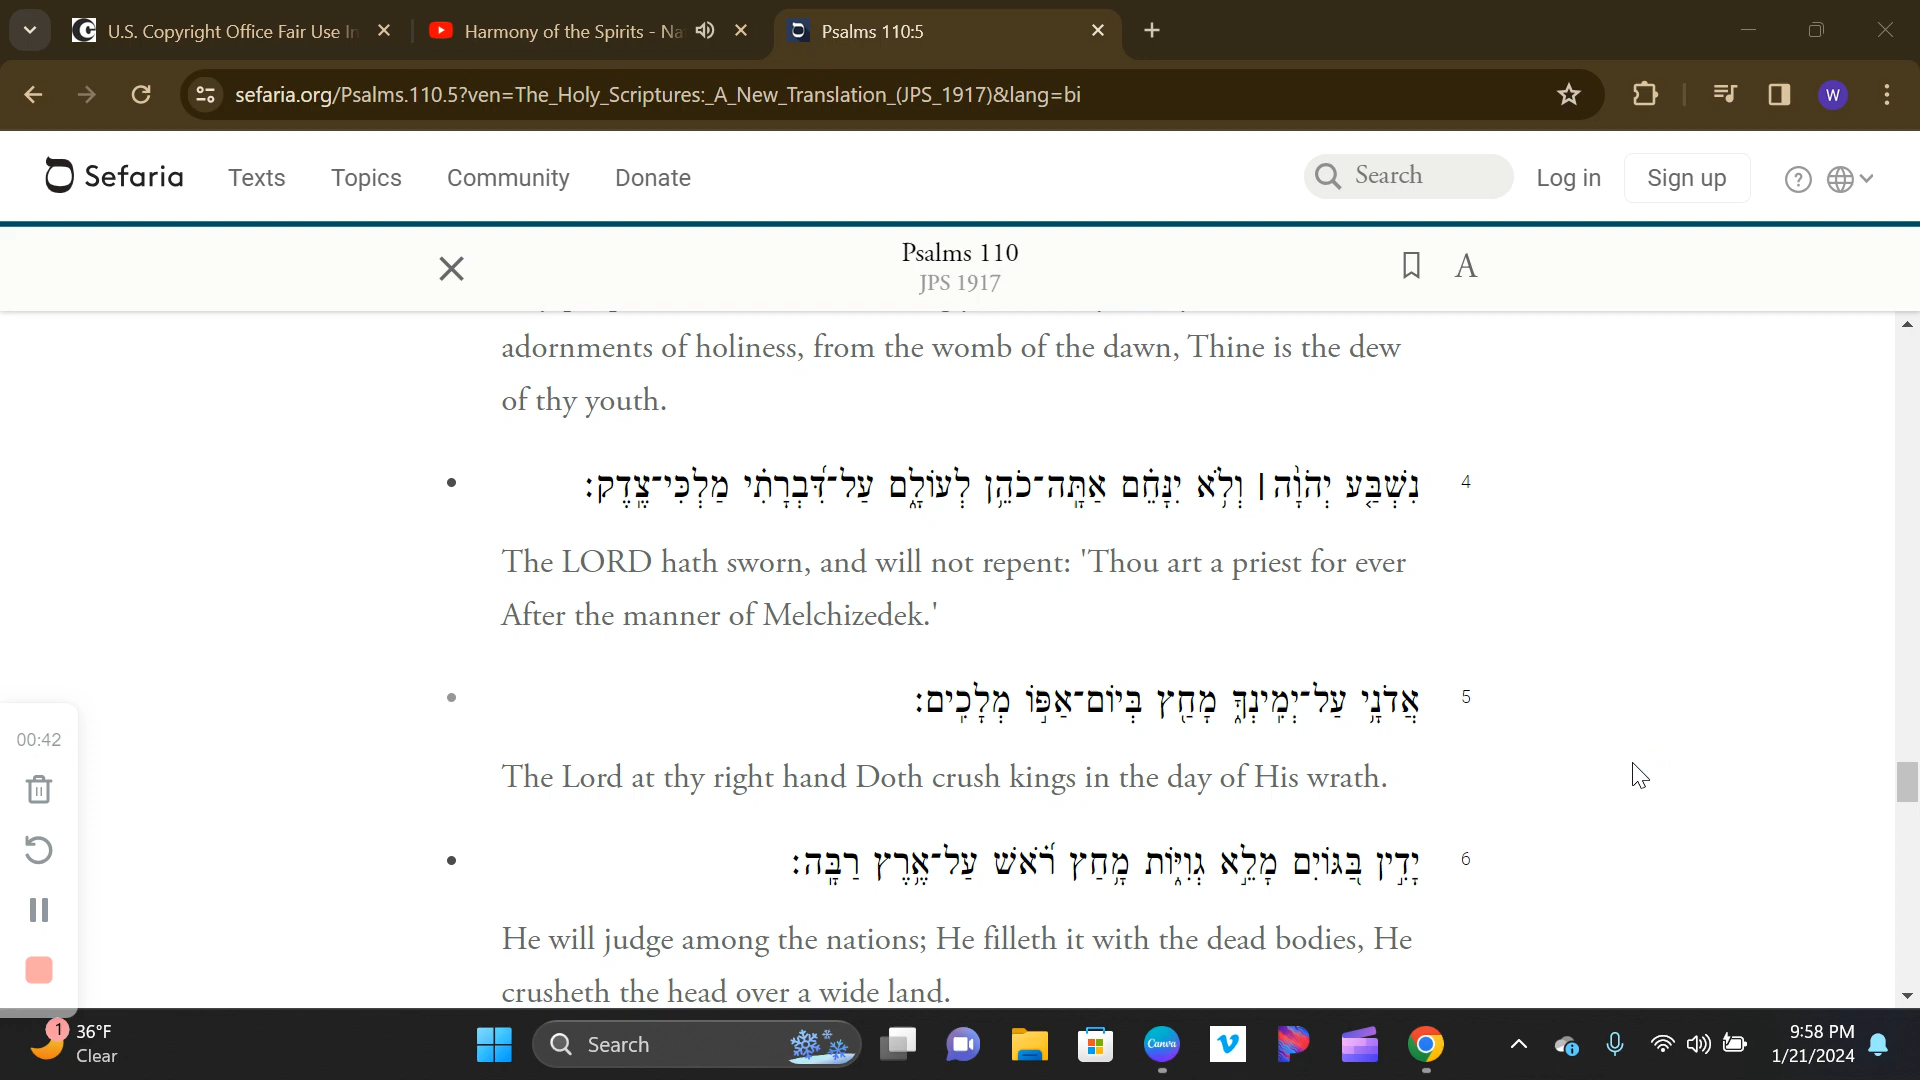 U.S. Copyright Office Fair Use In
Harmony of the Spirits - Na
Psalms 110:5
sefaria.org/Psalms.110.5?ven=The_Holy_Scriptures:_A_New_Translation_(JPS_1917)&lang=bi
W
Sefaria
Texts
Topics
Community
Donate
Search
Log in
Sign up
Psalms 110
A
JPS 1917
adornments of holiness, from the womb of the dawn, Thine is the dew
of thy youth.
נִשְׁבַּ֤ע יְהֹוָ֨ה ׀ וְלֹ֥א יִנָּחֵ֗ם אַתָּֽה־כֹהֵ֥ן לְעוֹלָ֑ם עַל־דִּ֝בְרָתִ֗י מַלְכִּי־צֶֽדֶק׃ 4
The LORD hath sworn, and will not repent: 'Thou art a priest for ever
After the manner of Melchizedek.'
אֲדֹנָ֥י עַל־יְמִֽינְךָ֑ מָחַ֖ץ בְּיוֹם־אַפּ֣וֹ מְלָכִֽים׃ 5
The Lord at thy right hand Doth crush kings in the day of His wrath.
יָדִ֣ין בַּ֭גּוֹיִם מָלֵ֣א גְוִיּ֑וֹת מָ֥חַץ רֹ֝֗אשׁ עַל־אֶ֥רֶץ רַבָּֽה׃ 6
He will judge among the nations; He filleth it with the dead bodies, He
crusheth the head over a wide land.
00:42
1
36°F
Clear
Search
Canva
9:58 PM
1/21/2024